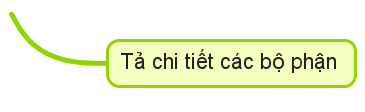 Tả chi tiết các bộ phận